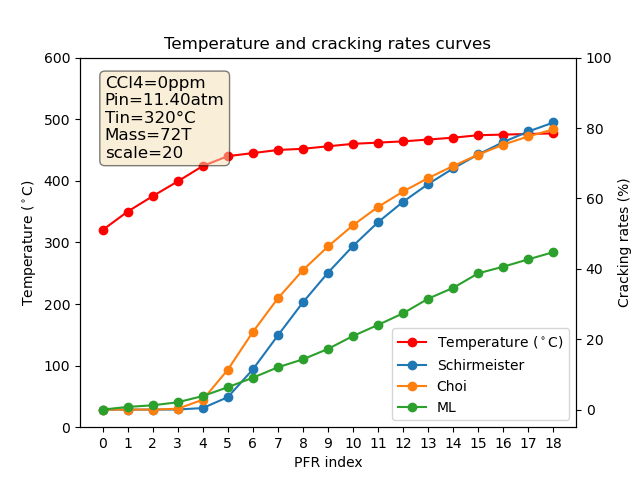 Temperature and cracking rates curves
CCl4=0ppm
Pin=11.40atm
Tin=320°C
Mass=72T
scale=20
600
500
400
300
200
100
0
Temperature (°C)
100
80
60
40
20
0
Cracking rates (%)
Temperature (°C)
Schirmeister
Choi
ML
0 1 2 3 4 5 6 7 8 9 10 11 12 13 14 15 16 17 18
PFR index